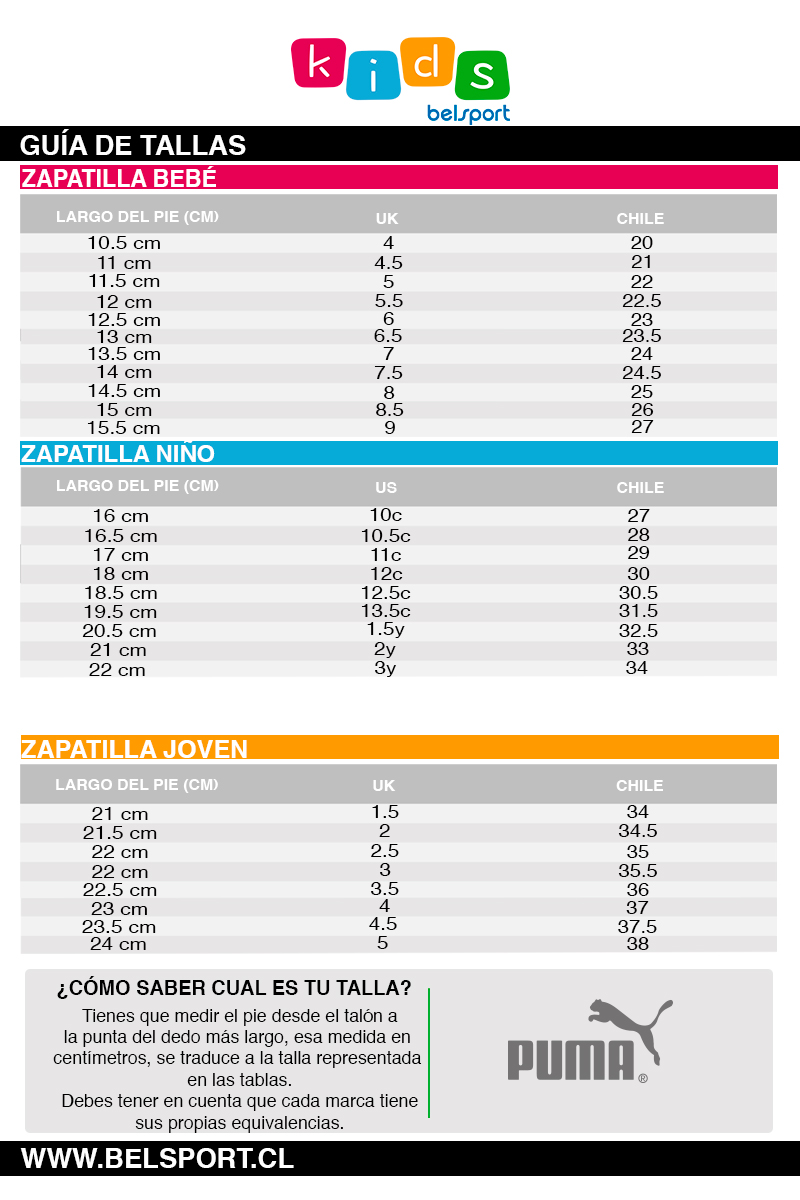 kids
belsport
GUÍA DE TALLAS
ZAPATILLA BEBÉ
LARGO DEL PIE (CM) UK CHILE
10.5 cm 4 20
11 cm 4.5 21
11.5 cm 5 22
12 cm 5.5 22.5
12.5 cm 6 23
13 cm 6.5 23.5
13.5 cm 7 24
14 cm 7.5 24.5
14.5 cm 8 25
15 cm 8.5 26
15.5 cm 9 27
ZAPATILLA NIÑO
LARGO DEL PIE (CM) US CHILE
16 cm 10c 27
16.5 cm 10.5c 28
17 cm 11c 29
18 cm 12c 30
18.5 cm 12.5c 30.5
19.5 cm 13.5c 31.5
20.5 cm 1.5y 32.5
21 cm 2y 33
22 cm 3y 34
ZAPATILLA JOVEN
LARGO DEL PIE (CM) UK CHILE
21 cm 1.5 34
21.5 cm 2 34.5
22 cm 2.5 35
22 cm 3 35.5
22.5 cm 3.5 36
23 cm 4 37
23.5 cm 4.5 37.5
24 cm 5 38
¿CÓMO SABER CUAL ES TU TALLA?
Tienes que medir el pie desde el talón a
la punta del dedo más largo, esa medida en
centímetros, se traduce a la talla representada
en las tablas.
Debes tener en cuenta que cada marca tiene
sus propias equivalencias.
PUMA®
WWW.BELSPORT.CL